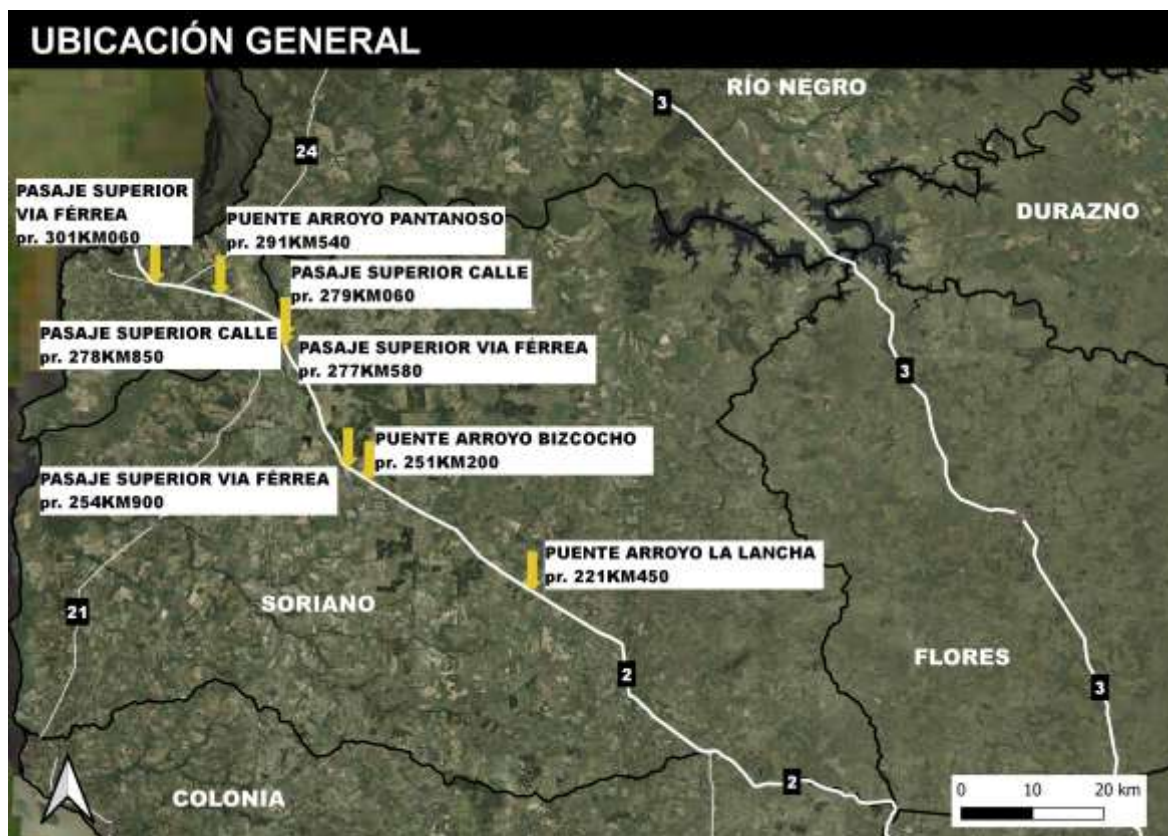 UBICACIÓN GENERAL
RÍO NEGRO
3
24
PASAJE SUPERIOR
VIA FÉRREA
pr. 301KM060
PUENTE ARROYO PANTANOSO
pr. 291KM540
DURAZNO
PASAJE SUPERIOR CALLE
pr. 279KM060
PASAJE SUPERIOR CALLE
pr. 278KM850
PASAJE SUPERIOR VIA FÉRREA
pr. 277KM580
3
PUENTE ARROYO BIZCOCHO
pr. 251KM200
PASAJE SUPERIOR VIA FÉRREA
pr. 254KM900
PUENTE ARROYO LA LANCHA
pr. 221KM450
SORIANO
21
FLORES
2
3
2
COLONIA
0 10 20 km